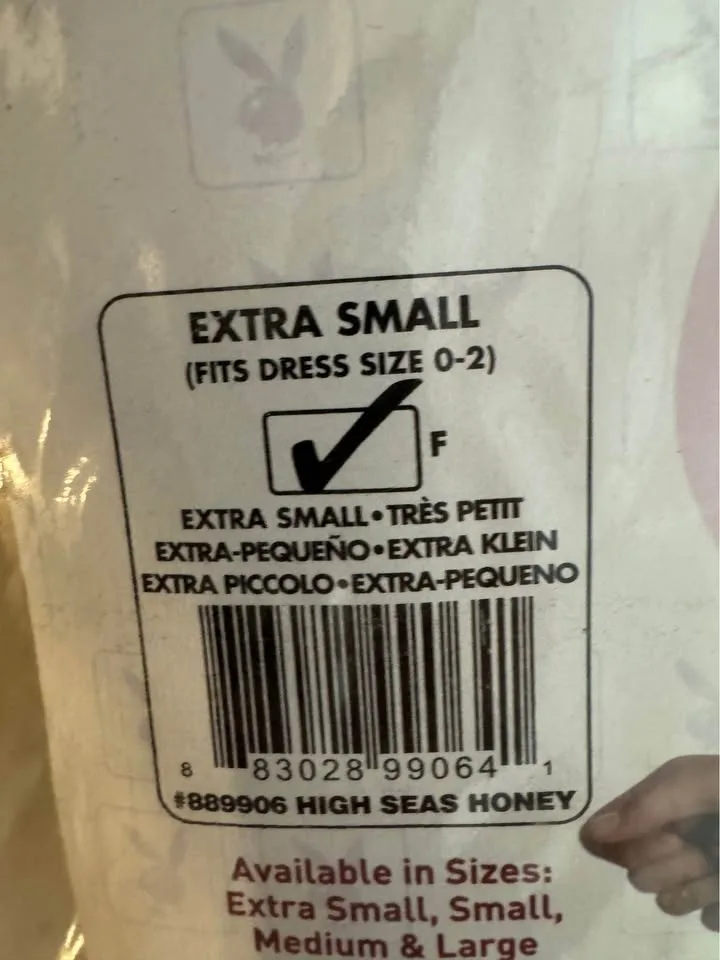 EXTRA SMALL
(FITS DRESS SIZE 0-2)
F
EXTRA SMALL•TRÈS PETIT
EXTRA-PEQUEÑO•EXTRA KLEIN
EXTRA PICCOLO•EXTRA-PEQUENO
8 83028 99064 1
#889906 HIGH SEAS HONEY
Available in Sizes:
Extra Small, Small,
Medium & Large